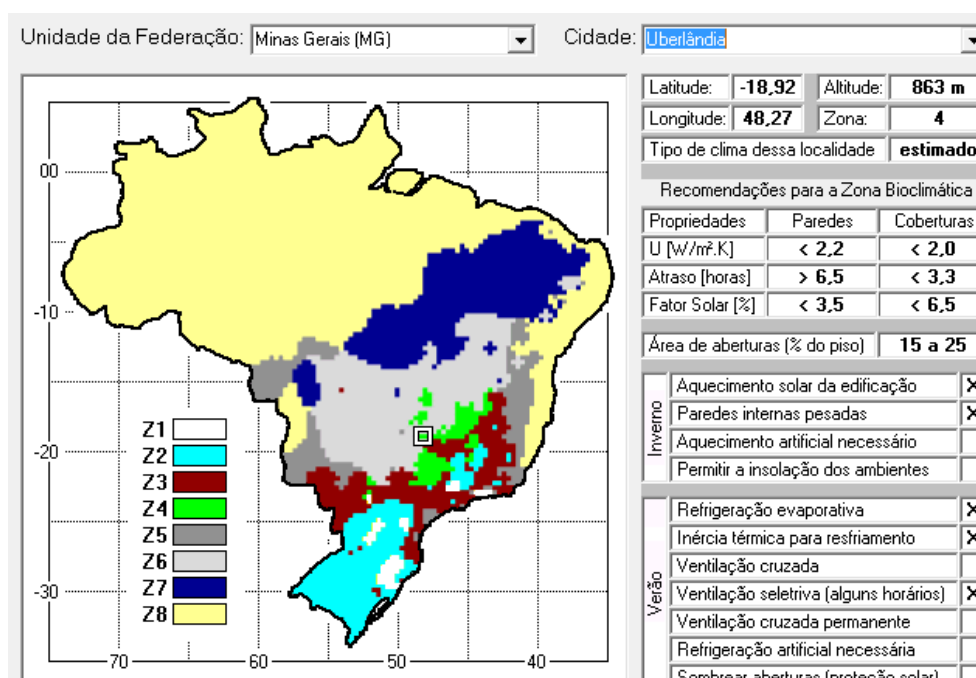 Unidade da Federação: Minas Gerais (MG) Cidade: Uberlândia
Latitude: -18,92 Altitude: 863 m
Longitude: 48,27 Zona: 4
Tipo de clima dessa localidade estimado
Recomendações para a Zona Bioclimática
Propriedades Paredes Coberturas
U [W/m².K] < 2,2 < 2,0
Atraso [horas] > 6,5 < 3,3
Fator Solar [%] < 3,5 < 6,5
Área de aberturas (% do piso) 15 a 25
Inverno
Aquecimento solar da edificação X
Paredes internas pesadas X
Aquecimento artificial necessário
Permitir a insolação dos ambientes
Verão
Refrigeração evaporativa X
Inércia térmica para resfriamento X
Ventilação cruzada
Ventilação seletriva (alguns horários) X
Ventilação cruzada permanente
Refrigeração artificial necessária
Sombrear aberturas (proteção solar)
00
-10
-20
-30
Z1
Z2
Z3
Z4
Z5
Z6
Z7
Z8
70 60 50 40